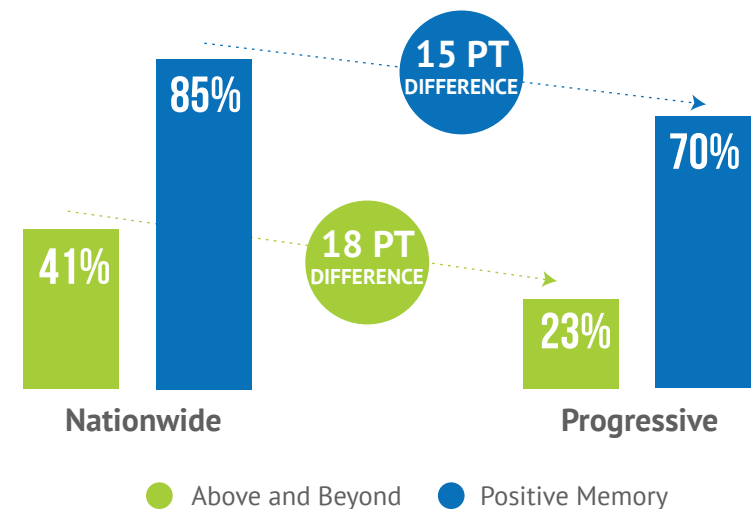 15 PT
DIFFERENCE
85%
70%
18 PT
DIFFERENCE
41%
23%
Nationwide
Progressive
Above and Beyond
Positive Memory